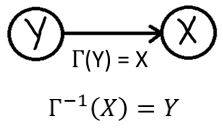 Y X
Γ(Y) = X
Γ⁻¹(X) = Y